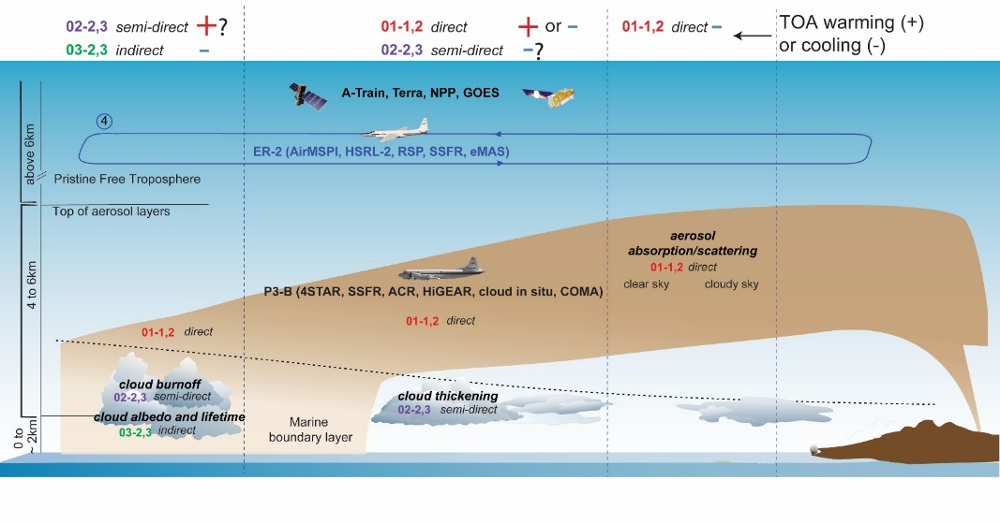 02-2,3 semi-direct +?
03-2,3 indirect -
01-1,2 direct + or -
02-2,3 semi-direct -?
01-1,2 direct -
TOA warming (+)
or cooling (-)
A-Train, Terra, NPP, GOES
4
ER-2 (AirMSPI, HSRL-2, RSP, SSFR, eMAS)
above 6km
Pristine Free Troposphere
Top of aerosol layers
4 to 6km
aerosol
absorption/scattering
01-1,2 direct
clear sky cloudy sky
P3-B (4STAR, SSFR, ACR, HiGEAR, cloud in situ, COMA)
01-1,2 direct
01-1,2 direct
cloud burnoff
02-2,3 semi-direct
cloud albedo and lifetime
03-2,3 indirect
cloud thickening
02-2,3 semi-direct
Marine
boundary layer
0 to
~ 2km